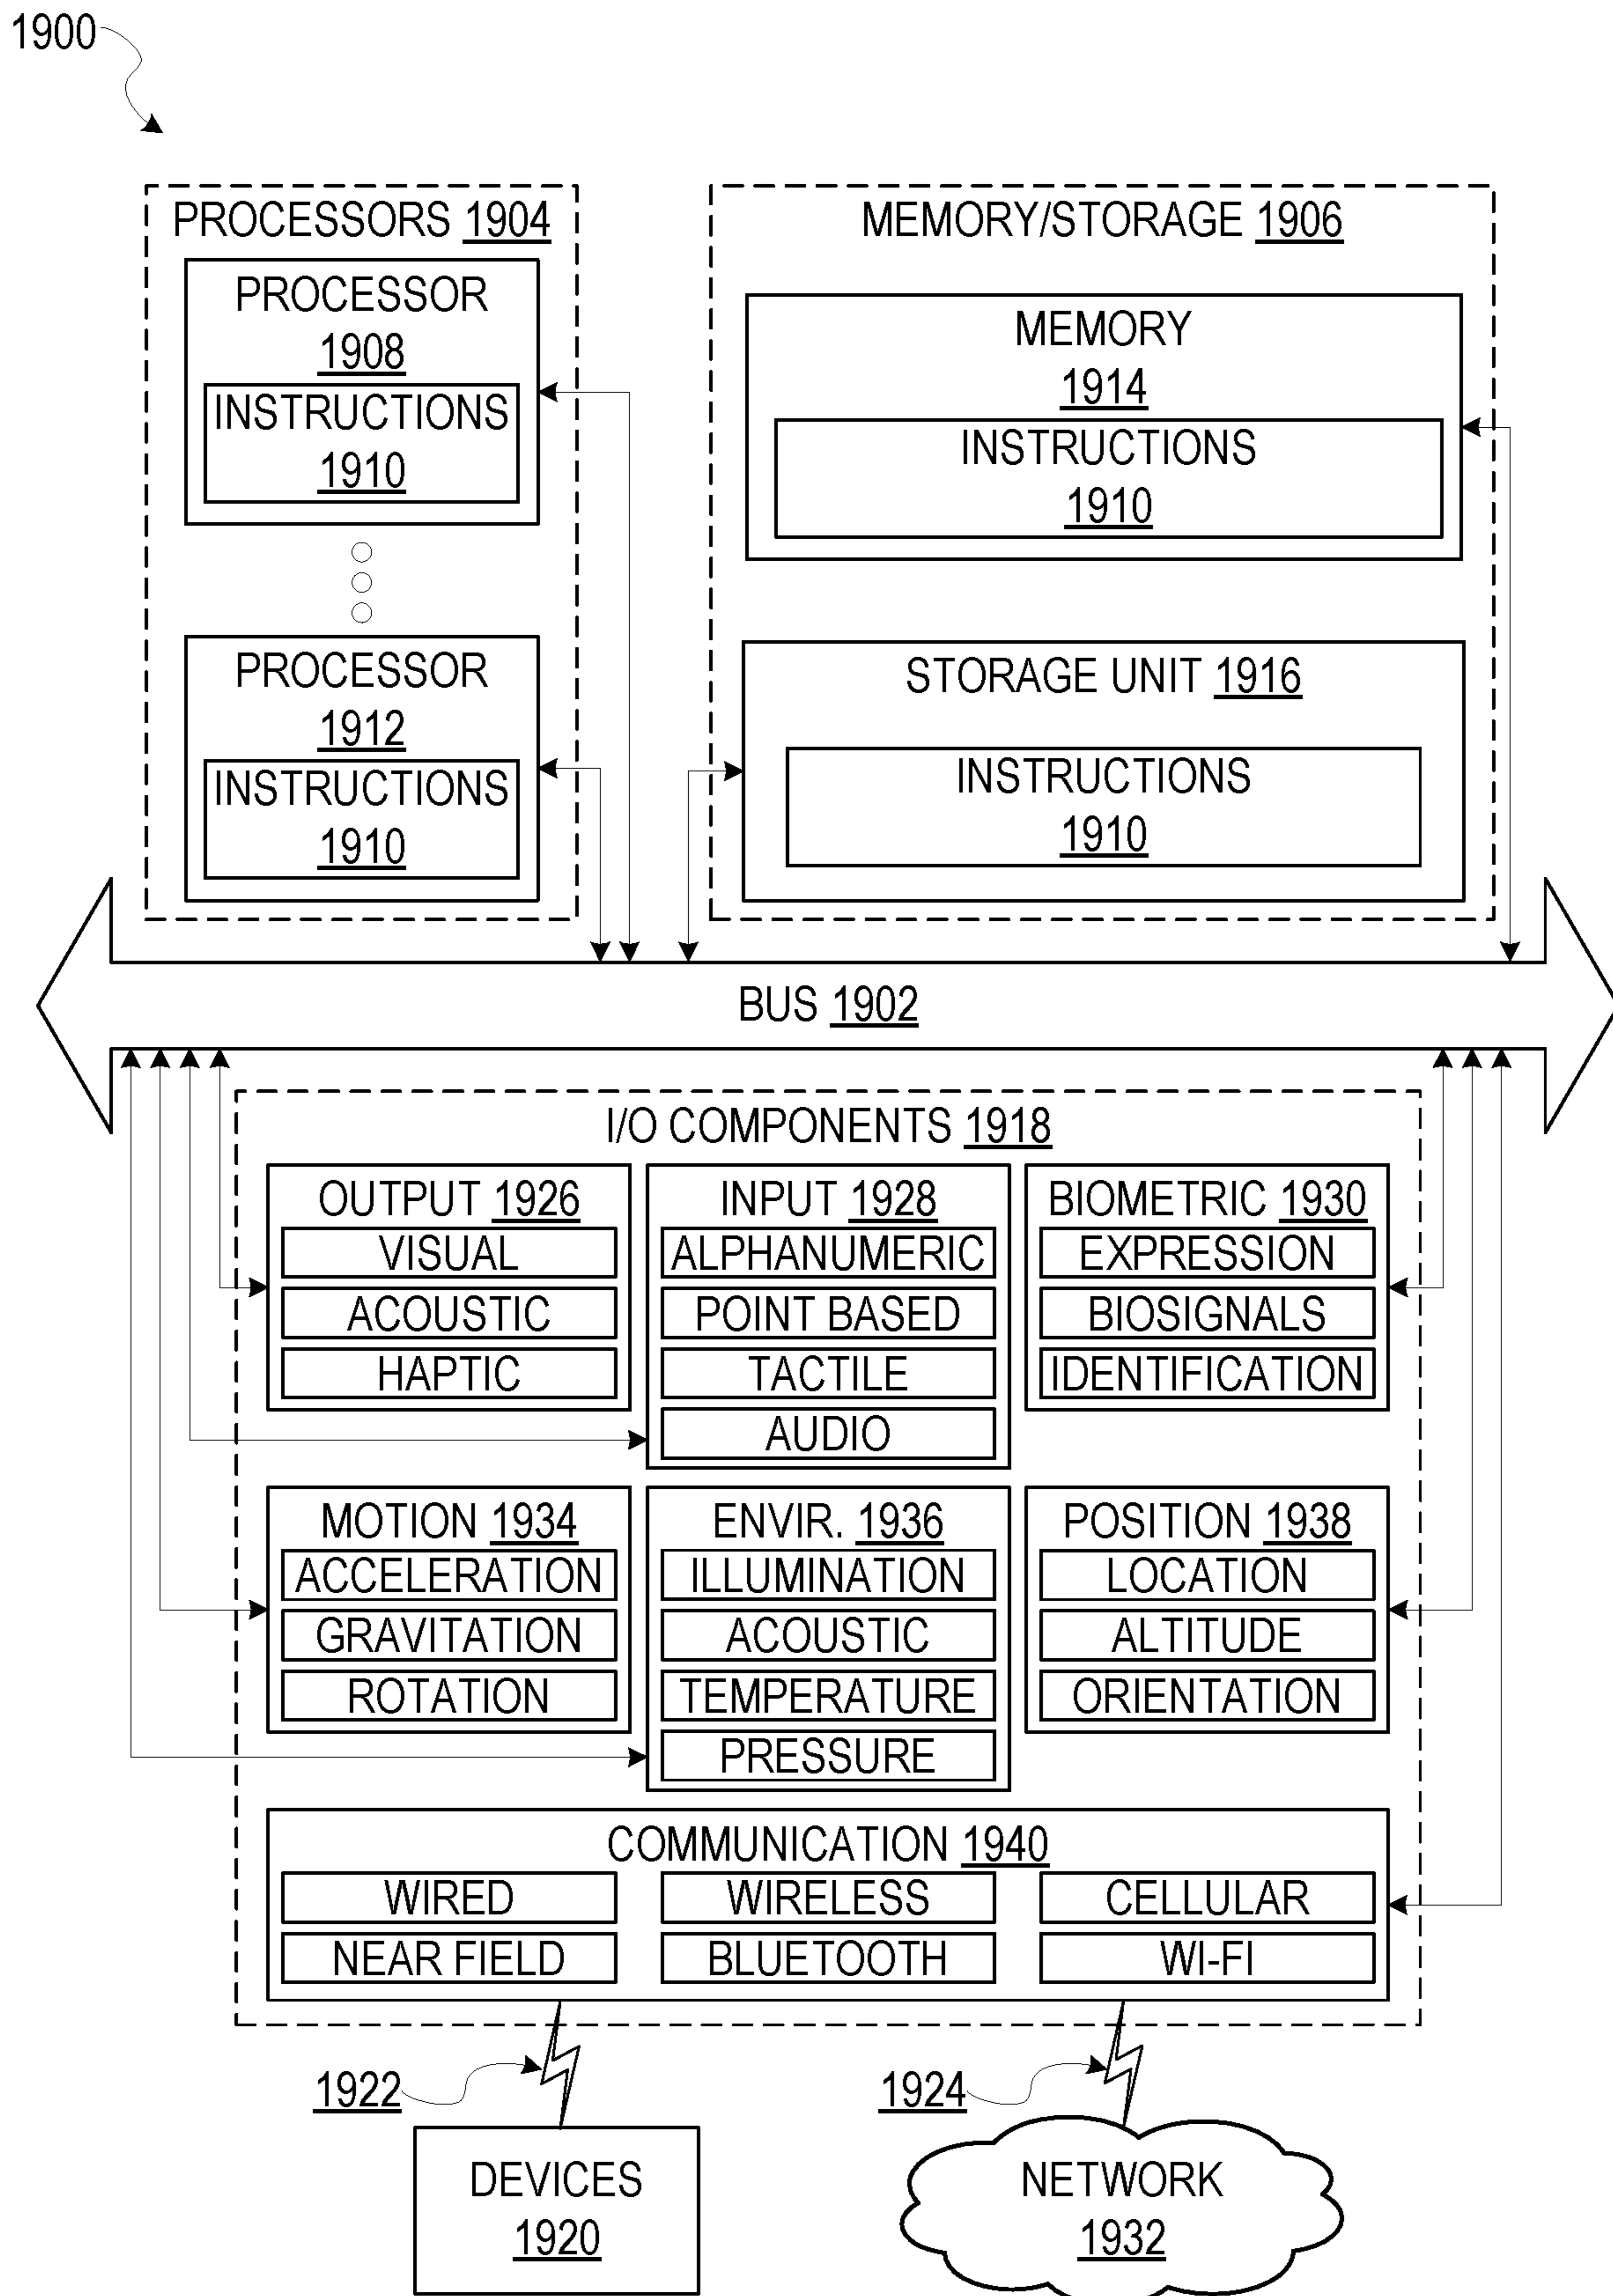 1900
PROCESSORS 1904
PROCESSOR
1908
INSTRUCTIONS
1910
PROCESSOR
1912
INSTRUCTIONS
1910
MEMORY/STORAGE 1906
MEMORY
1914
INSTRUCTIONS
1910
STORAGE UNIT 1916
INSTRUCTIONS
1910
BUS 1902
I/O COMPONENTS 1918
OUTPUT 1926
VISUAL
ACOUSTIC
HAPTIC
INPUT 1928
ALPHANUMERIC
POINT BASED
TACTILE
AUDIO
BIOMETRIC 1930
EXPRESSION
BIOSIGNALS
IDENTIFICATION
MOTION 1934
ACCELERATION
GRAVITATION
ROTATION
ENVIR. 1936
ILLUMINATION
ACOUSTIC
TEMPERATURE
PRESSURE
POSITION 1938
LOCATION
ALTITUDE
ORIENTATION
COMMUNICATION 1940
WIRED
WIRELESS
CELLULAR
NEAR FIELD
BLUETOOTH
WI-FI
1922
1924
DEVICES
1920
NETWORK
1932